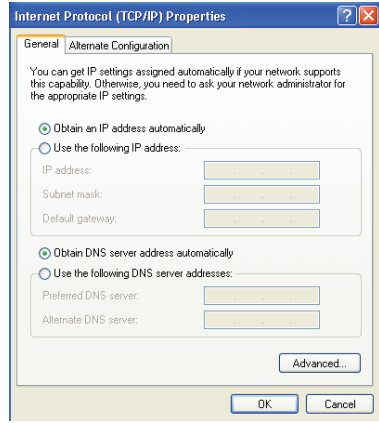 Internet Protocol (TCP/IP) Properties
General Alternate Configuration
You can get IP settings assigned automatically if your network supports
this capability. Otherwise, you need to ask your network administrator for
the appropriate IP settings.
Obtain an IP address automatically
Use the following IP address:
IP address:
Subnet mask:
Default gateway:
Obtain DNS server address automatically
Use the following DNS server addresses:
Preferred DNS server:
Alternate DNS server:
Advanced...
OK Cancel